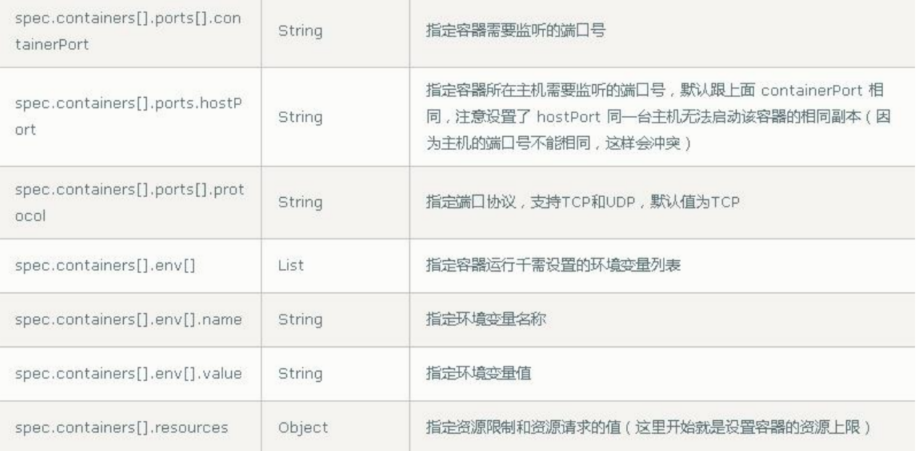 spec.containers[].ports[].con
tainerPort
String
指定容器需要监听的端口号
spec.containers[].ports.hostP
ort
String
指定容器所在主机需要监听的端口号，默认跟上面 containerPort 相
同，注意设置了 hostPort 同一台主机无法启动该容器的相同副本（因
为主机的端口号不能相同，这样会冲突）
spec.containers[].ports[].prot
ocol
String
指定端口协议，支持TCP和UDP，默认值为TCP
spec.containers[].env[]
List
指定容器运行千需设置的环境变量列表
spec.containers[].env[].name
String
指定环境变量名称
spec.containers[].env[].value
String
指定环境变量值
spec.containers[].resources
Object
指定资源限制和资源请求的值（这里开始就是设置容器的资源上限）